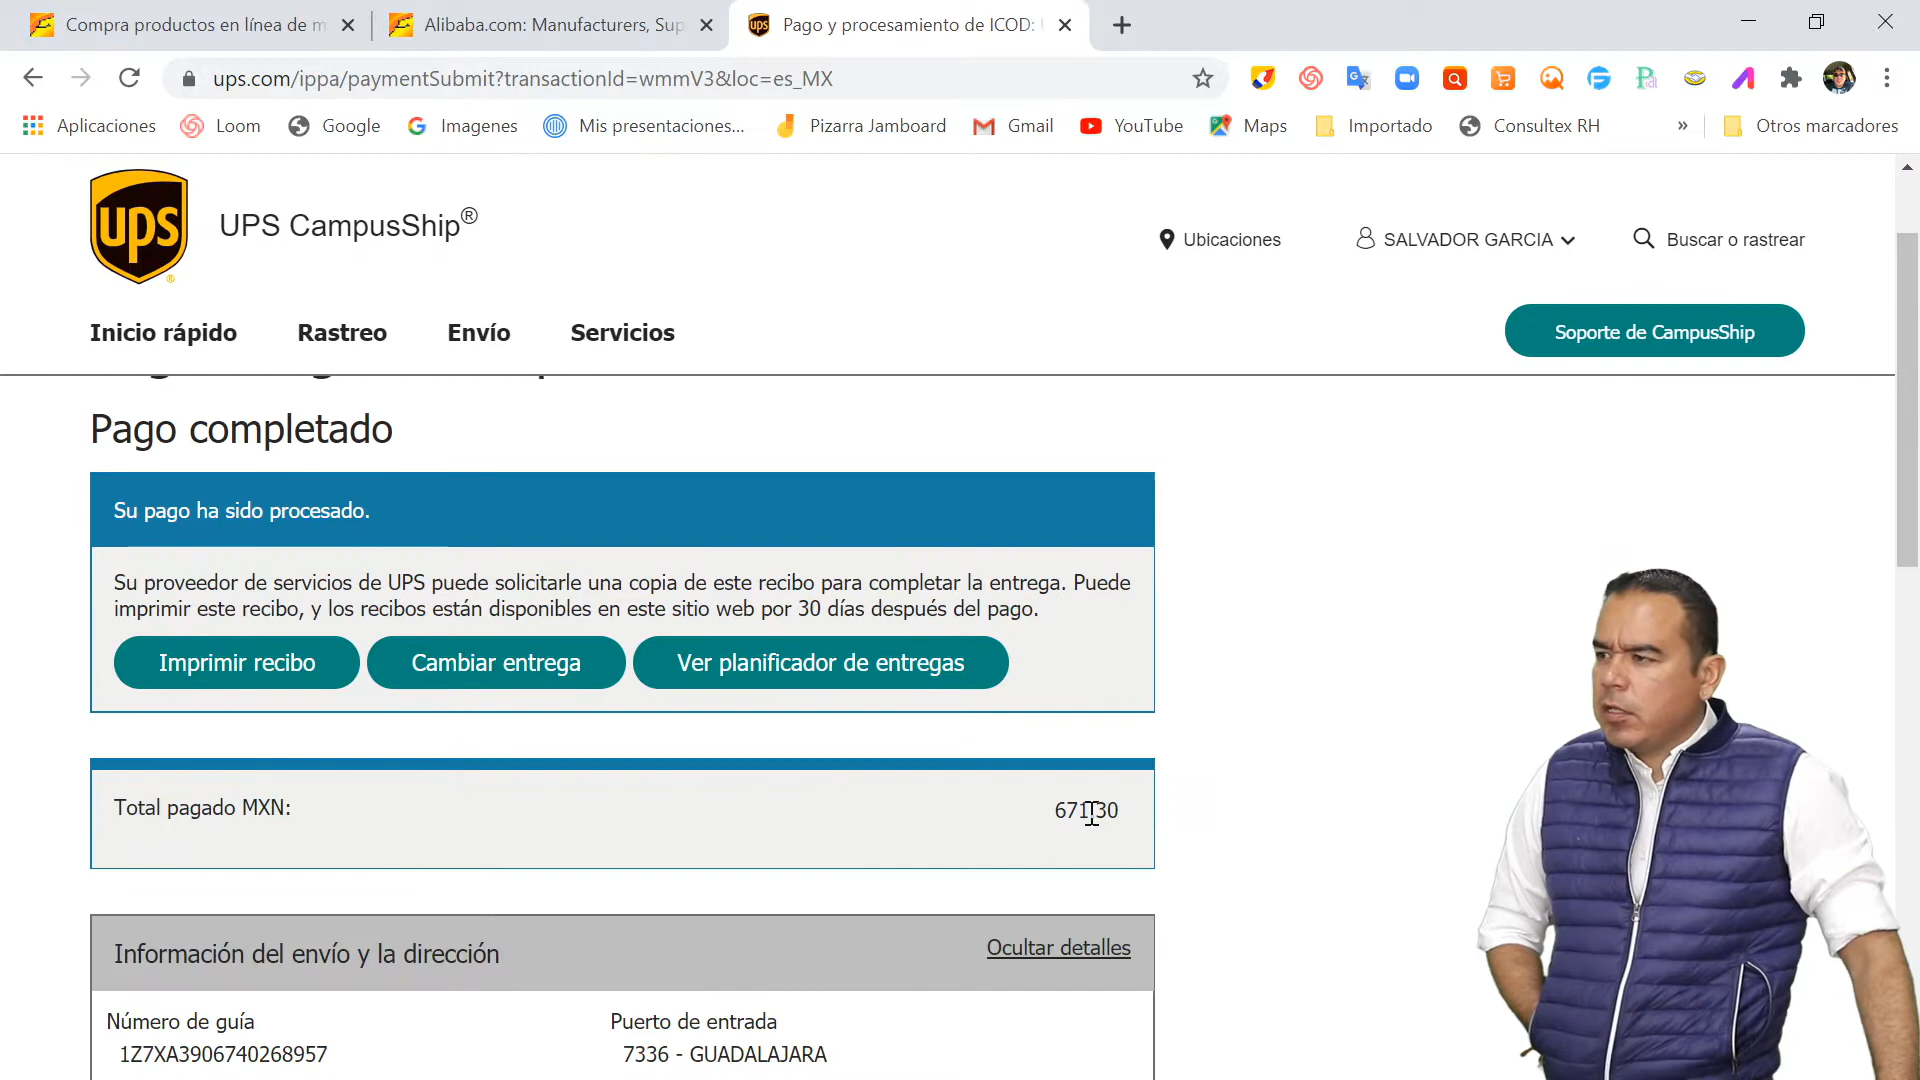 Compra productos en línea de m
Alibaba.com: Manufacturers, Sup
Pago y procesamiento de ICOD:
ups.com/ippa/paymentSubmit?transactionId=wmmV3&loc=es_MX
Aplicaciones
Loom
Google
Imagenes
Mis presentaciones...
Pizarra Jamboard
Gmail
YouTube
Maps
Importado
Consultex RH
»
Otros marcadores
ups
UPS CampusShip®
Ubicaciones
SALVADOR GARCIA
Buscar o rastrear
Inicio rápido
Rastreo
Envío
Servicios
Soporte de CampusShip
Pago completado
Su pago ha sido procesado.
Su proveedor de servicios de UPS puede solicitarle una copia de este recibo para completar la entrega. Puede
imprimir este recibo, y los recibos están disponibles en este sitio web por 30 días después del pago.
Imprimir recibo
Cambiar entrega
Ver planificador de entregas
Total pagado MXN:
Información del envío y la dirección
Ocultar detalles
Número de guía
Puerto de entrada
1Z7XA3906740268957
7336 - GUADALAJARA